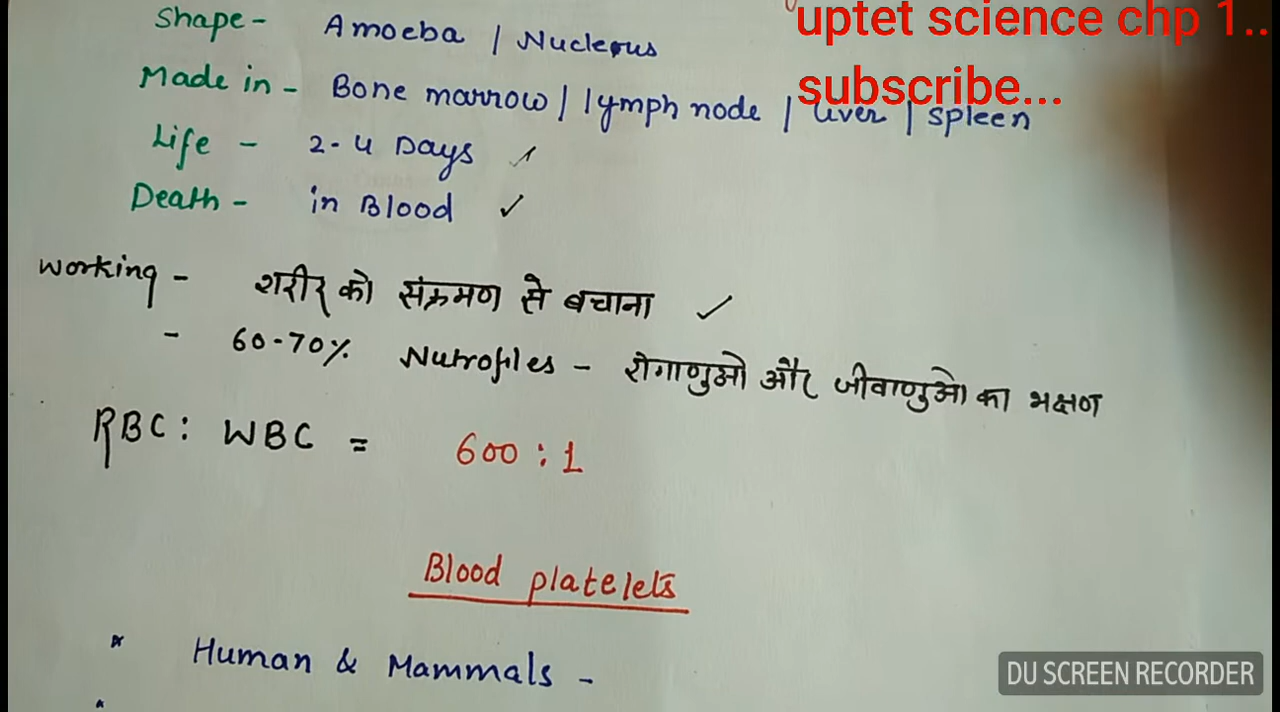 Shape - Amoeba / Nucleous
uptet science chp 1..
Made in - Bone marrow / lymph node / liver / spleen
subscribe...
Life - 2-4 Days ✓
Death - in Blood ✓
Working - शरीर को संक्रमण से बचाना ✓
- 60-70% Nutrofiles - रोगाणुओ और जीवाणुओ का भक्षण
RBC : WBC = 600 : 1
Blood platelets
* Human & Mammals -
DU SCREEN RECORDER